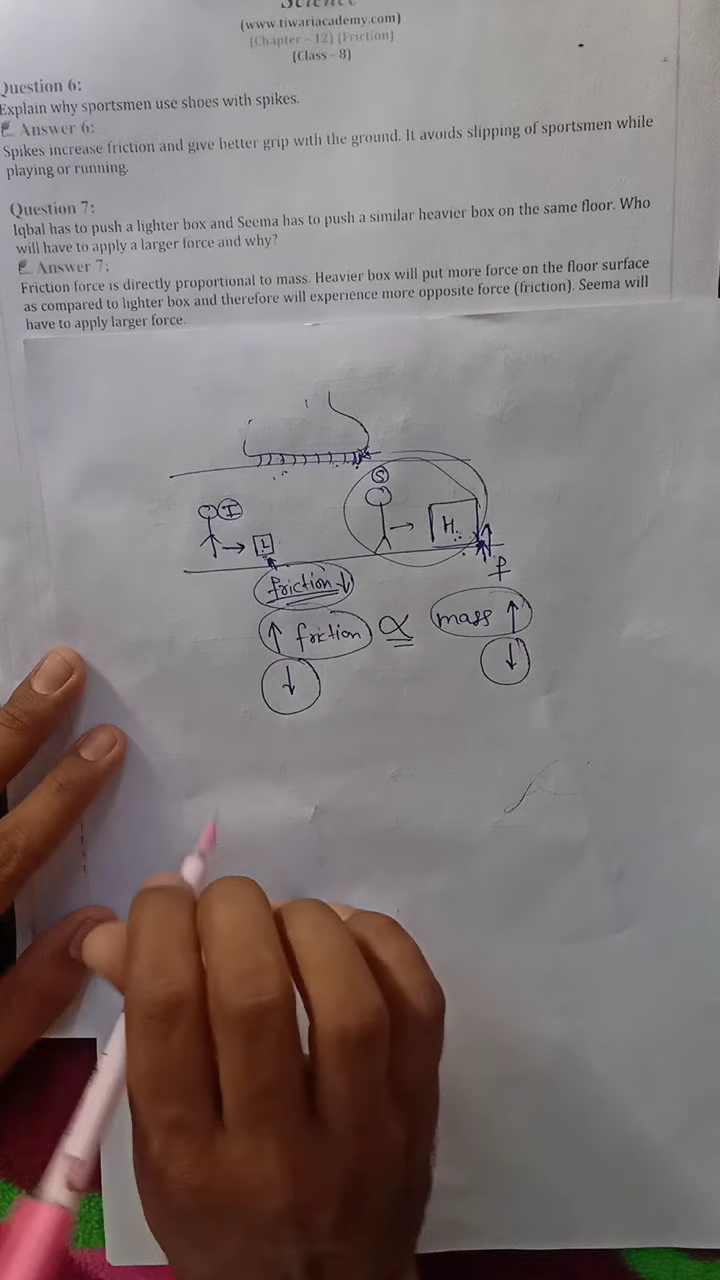 Science
(www.tiwariacademy.com)
(Chapter – 12) (Friction)
(Class – 8)
Question 6:
Explain why sportsmen use shoes with spikes.
Answer 6:
Spikes increase friction and give better grip with the ground. It avoids slipping of sportsmen while
playing or running.
Question 7:
Iqbal has to push a lighter box and Seema has to push a similar heavier box on the same floor. Who
will have to apply a larger force and why?
Answer 7:
Friction force is directly proportional to mass. Heavier box will put more force on the floor surface
as compared to lighter box and therefore will experience more opposite force (friction). Seema will
have to apply larger force.
S
I
H.
L
f
friction ↓
↑ friction ∝ mass ↑
↓ ↓